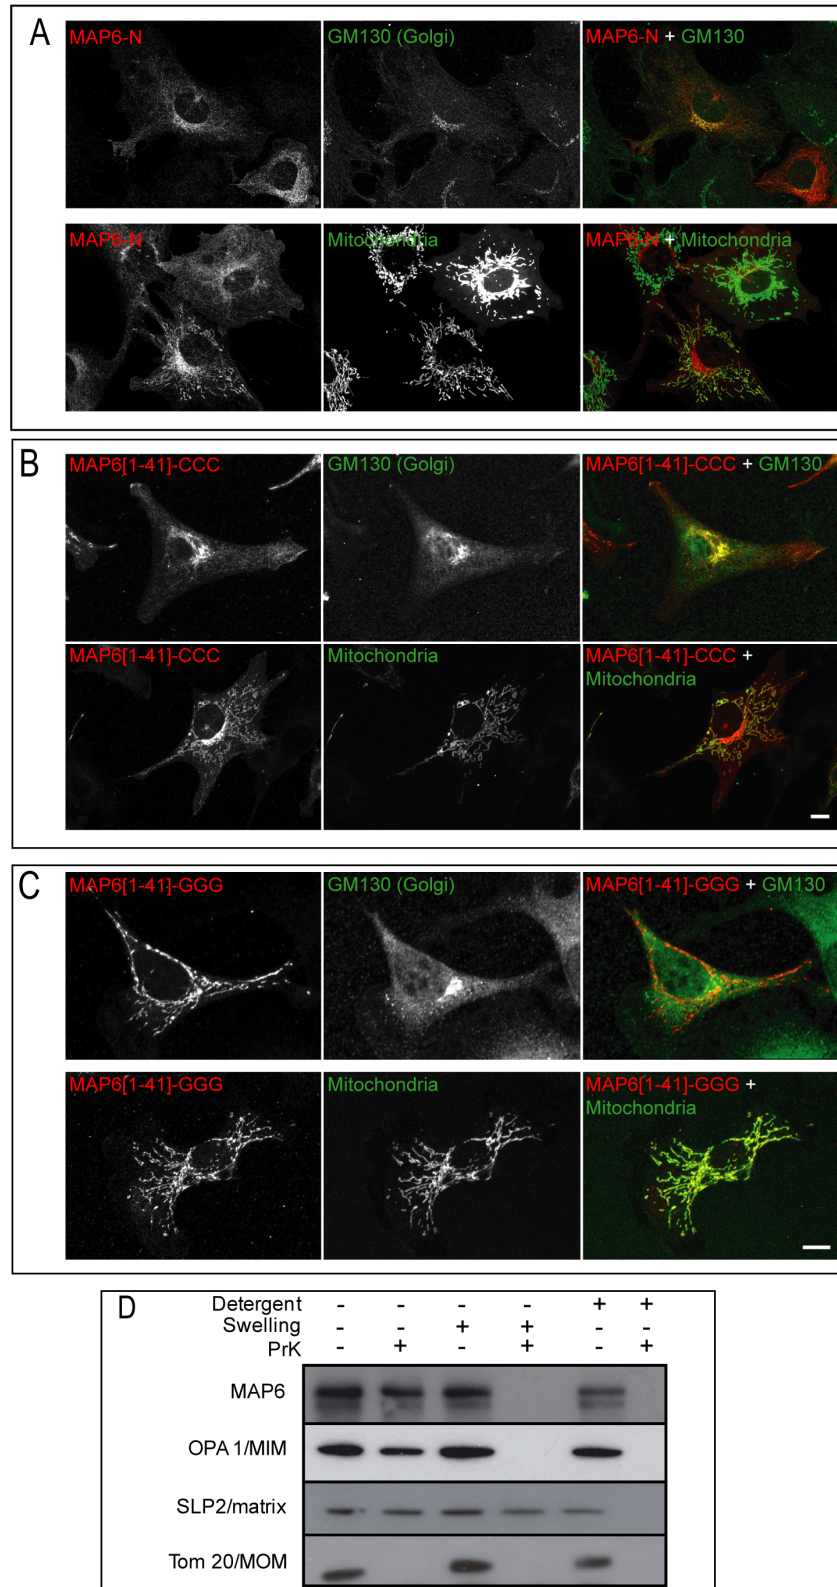 A
MAP6-N
GM130 (Golgi)
MAP6-N + GM130
MAP6-N
Mitochondria
MAP6-N + Mitochondria
B
MAP6[1-41]-CCC
GM130 (Golgi)
MAP6[1-41]-CCC + GM130
MAP6[1-41]-CCC
Mitochondria
MAP6[1-41]-CCC +
Mitochondria
C
MAP6[1-41]-GGG
GM130 (Golgi)
MAP6[1-41]-GGG + GM130
MAP6[1-41]-GGG
Mitochondria
MAP6[1-41]-GGG +
Mitochondria
D
Detergent - - - - + +
Swelling - - + + - -
PrK - + - + - +
MAP6
OPA 1/MIM
SLP2/matrix
Tom 20/MOM